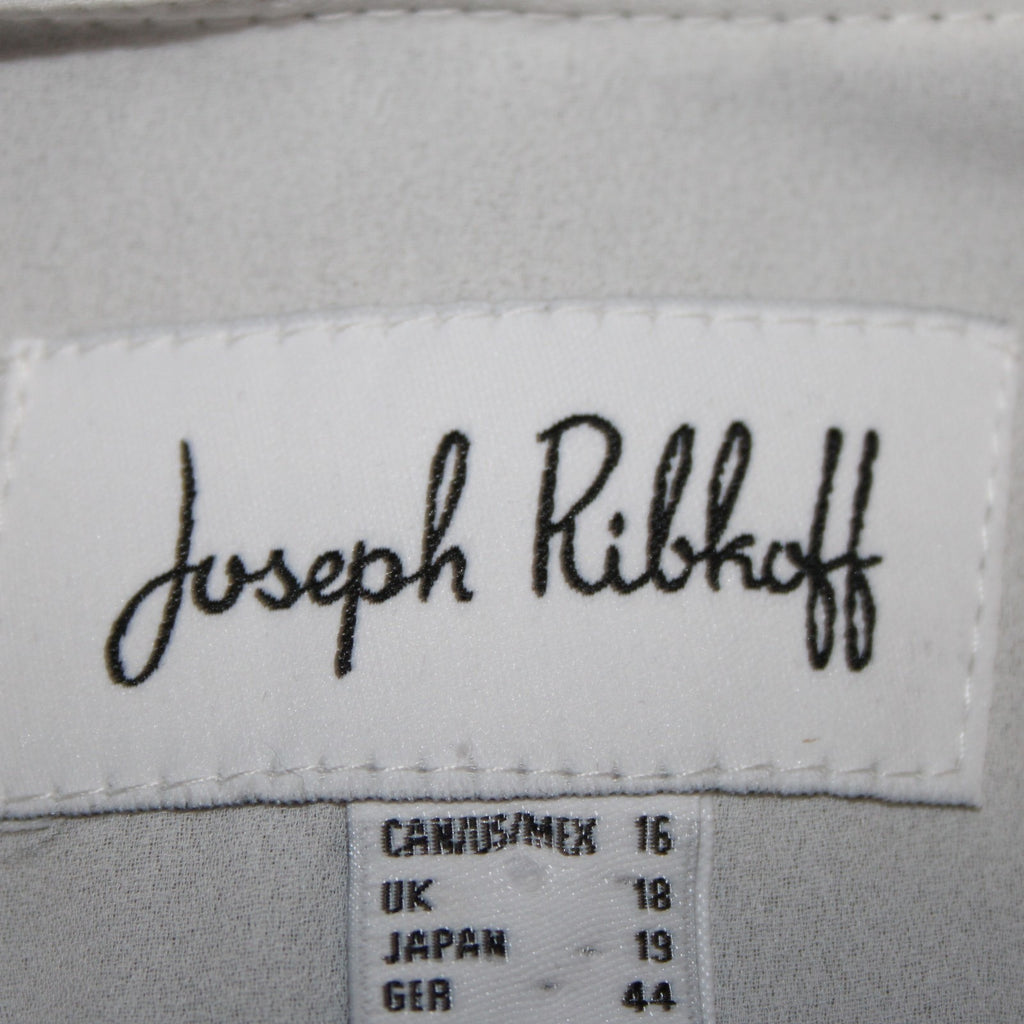 Joseph Ribkoff
CAN/US/MEX 16
UK 18
JAPAN 19
GER 44